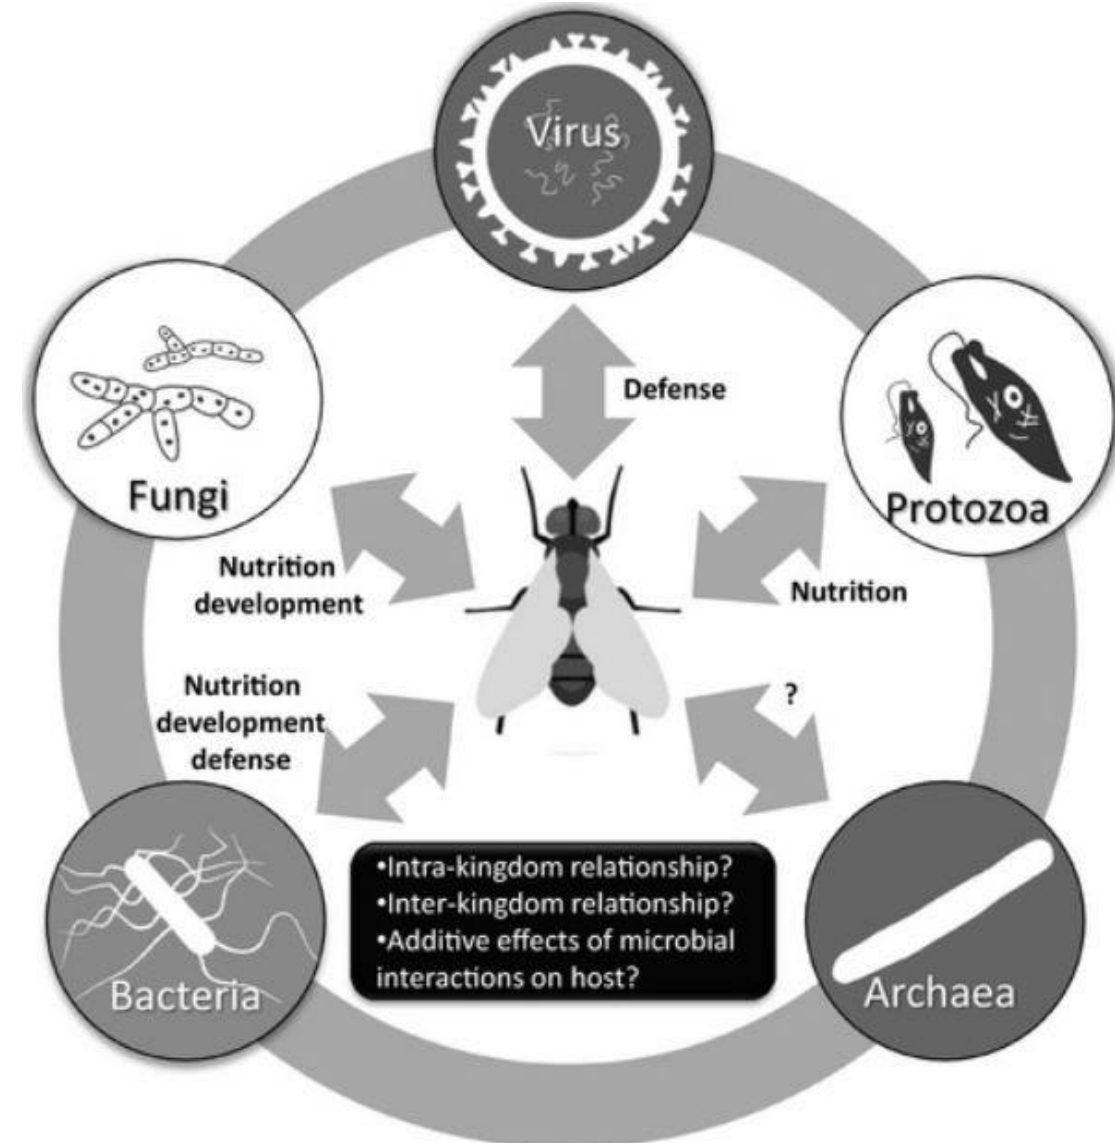 Virus
Defense
Fungi
Protozoa
Nutrition
development
Nutrition
?
Nutrition
development
defense
•Intra-kingdom relationship?
•Inter-kingdom relationship?
•Additive effects of microbial
interactions on host?
Bacteria
Archaea